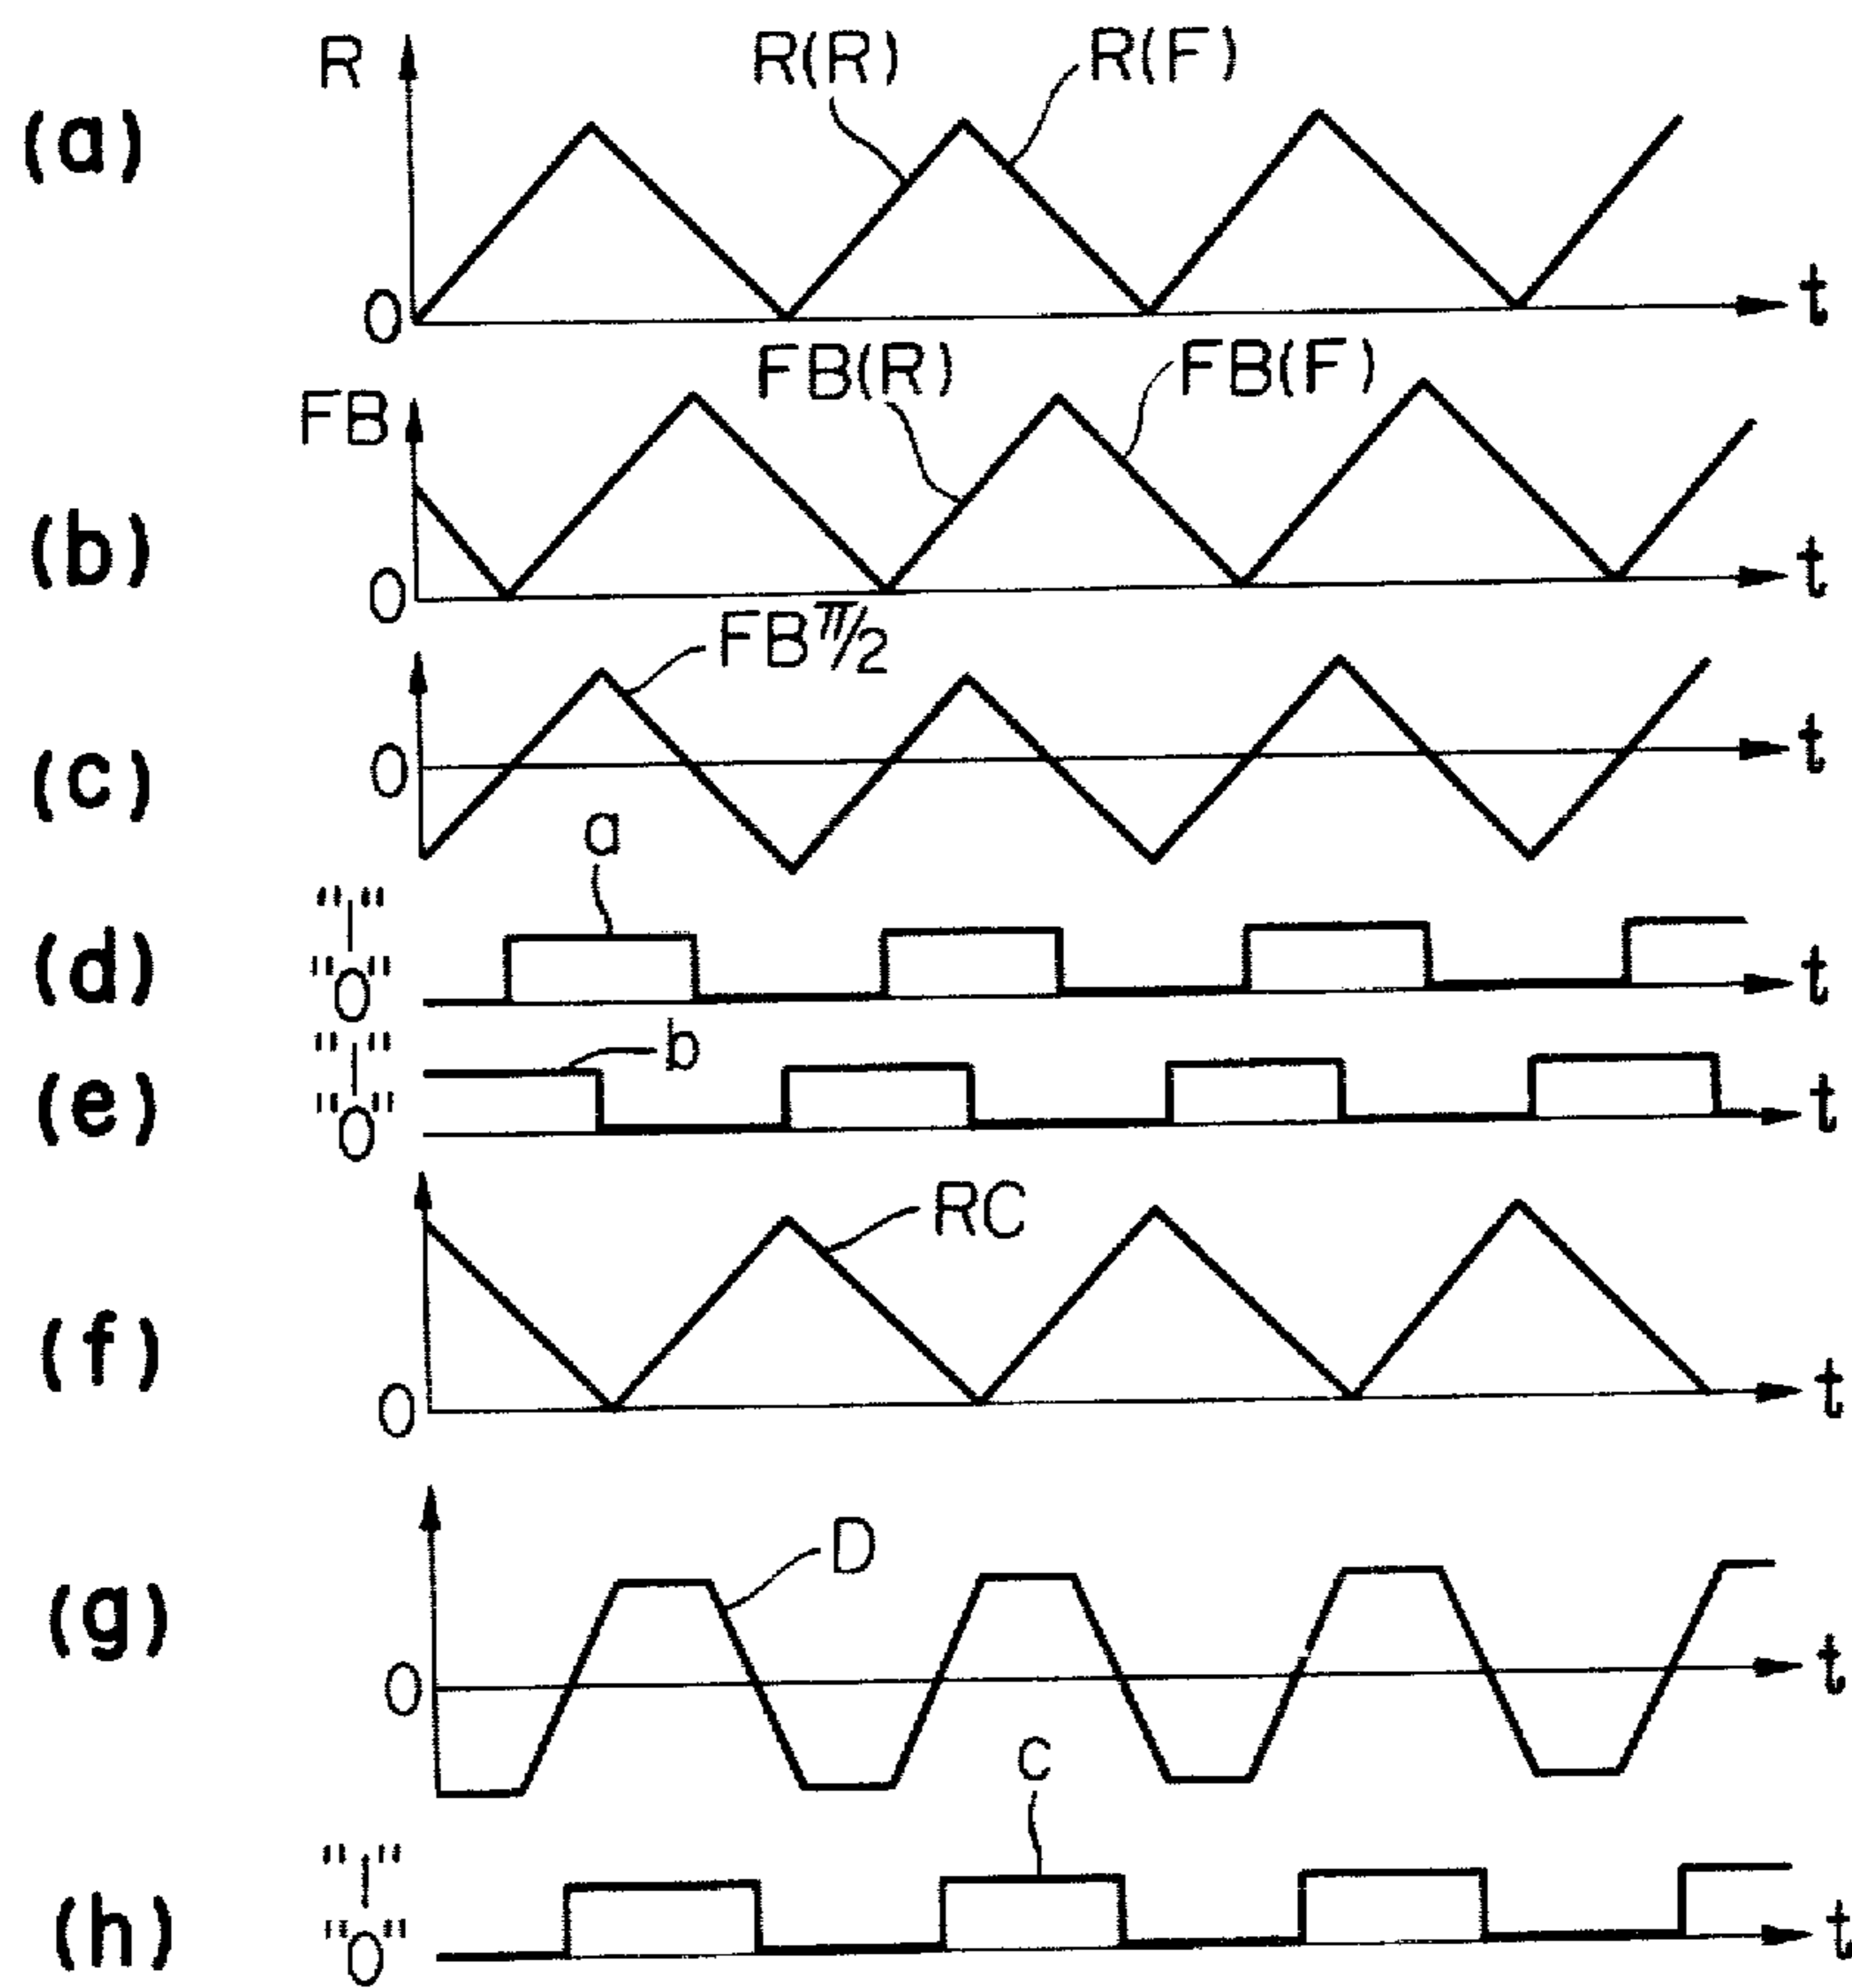 (a)
R
R(R)
R(F)
0
t
(b)
FB
FB(R)
FB(F)
0
t
(c)
FBπ/2
0
t
(d)
"1"
"0"
a
t
(e)
"1"
"0"
b
t
(f)
RC
0
t
(g)
D
0
t
(h)
"1"
"0"
c
t